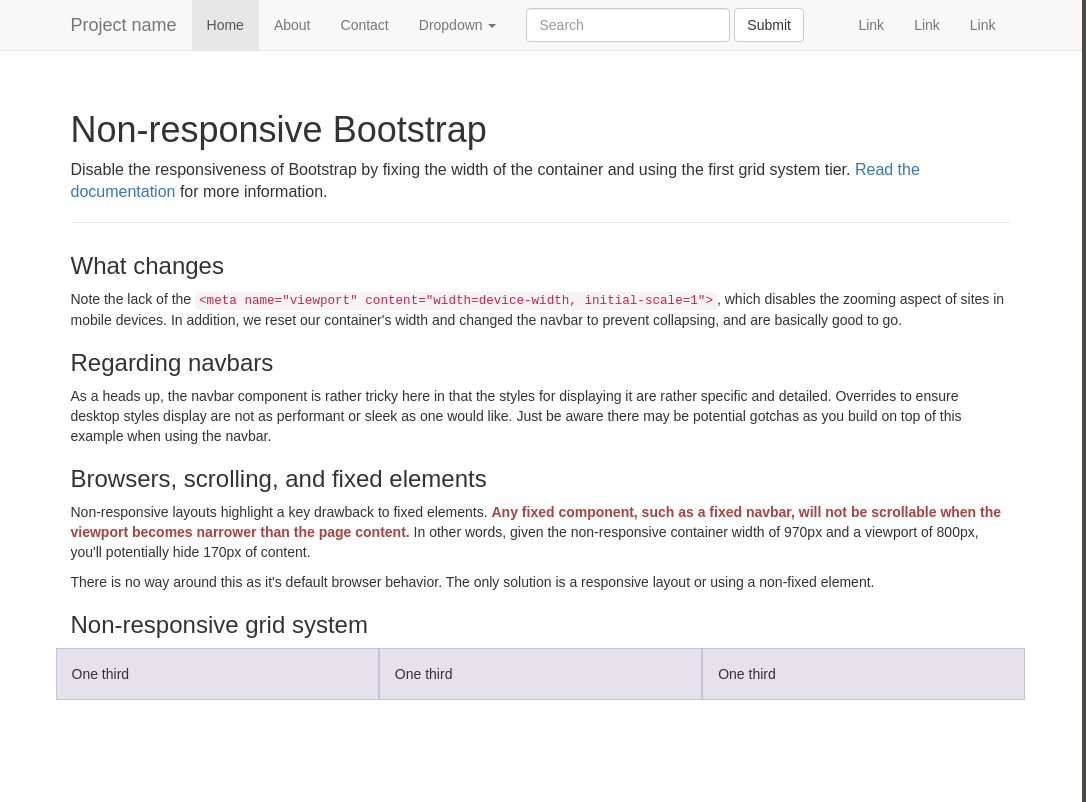 Project name Home About Contact Dropdown Search Submit Link Link Link
Non-responsive Bootstrap
Disable the responsiveness of Bootstrap by fixing the width of the container and using the first grid system tier. Read the
documentation for more information.
What changes
Note the lack of the <meta name="viewport" content="width=device-width, initial-scale=1">, which disables the zooming aspect of sites in
mobile devices. In addition, we reset our container's width and changed the navbar to prevent collapsing, and are basically good to go.
Regarding navbars
As a heads up, the navbar component is rather tricky here in that the styles for displaying it are rather specific and detailed. Overrides to ensure
desktop styles display are not as performant or sleek as one would like. Just be aware there may be potential gotchas as you build on top of this
example when using the navbar.
Browsers, scrolling, and fixed elements
Non-responsive layouts highlight a key drawback to fixed elements. Any fixed component, such as a fixed navbar, will not be scrollable when the
viewport becomes narrower than the page content. In other words, given the non-responsive container width of 970px and a viewport of 800px,
you'll potentially hide 170px of content.
There is no way around this as it's default browser behavior. The only solution is a responsive layout or using a non-fixed element.
Non-responsive grid system
One third One third One third